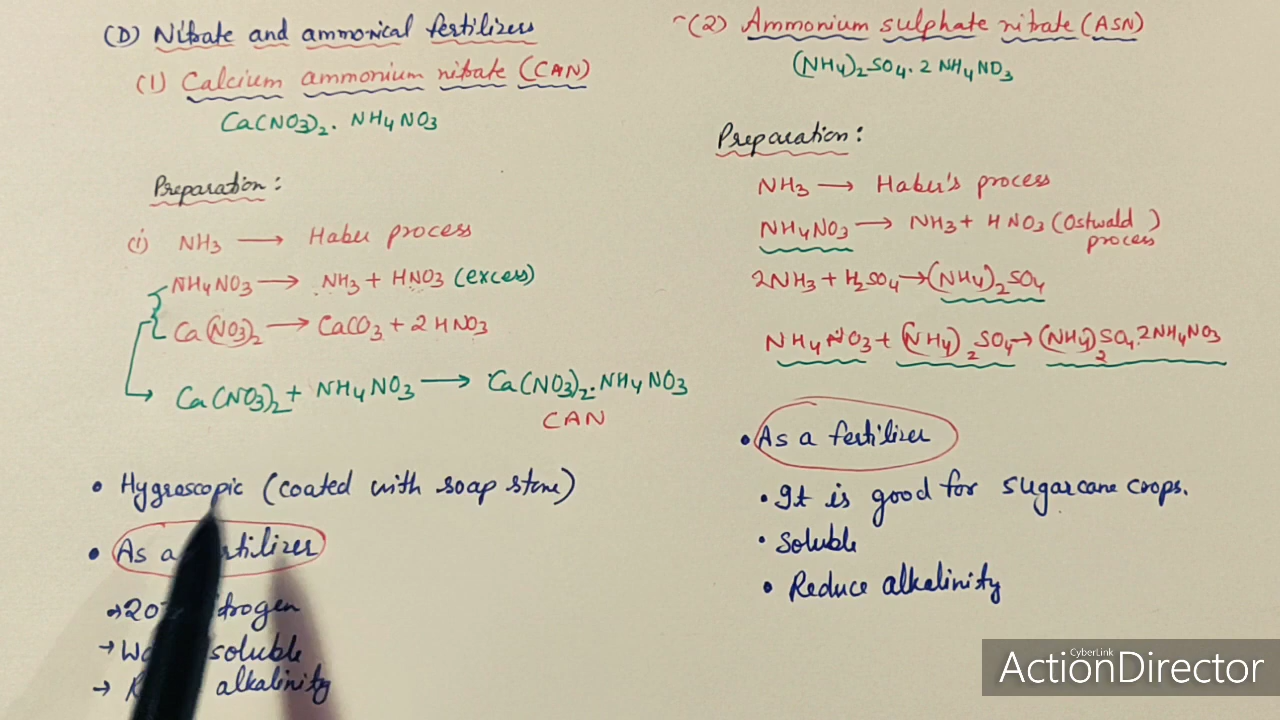 (D) Nitrate and ammonical fertilizers
(1) Calcium ammonium nitrate (CAN)
Ca(NO3)2. NH4NO3
Preparation:
(i) NH3 → Haber process
NH4NO3 → NH3 + HNO3 (excess)
Ca(NO3)2 → CaCO3 + 2HNO3
Ca(NO3)2 + NH4NO3 → Ca(NO3)2.NH4NO3
CAN
• Hygroscopic (coated with soap stone)
• As a
→ 20
→ soluble
→ alkalinity
(2) Ammonium sulphate nitrate (ASN)
(NH4)2SO4. 2NH4NO3
Preparation:
NH3 → Haber's process
NH4NO3 → NH3 + HNO3 (Ostwald )
process
2NH3 + H2SO4 → (NH4)2SO4
NH4NO3 + (NH4)2SO4 → (NH4)2SO4 2NH4NO3
• As a fertilizer
• It is good for sugarcane crops.
• Soluble
• Reduce alkalinity
CyberLink
ActionDirector